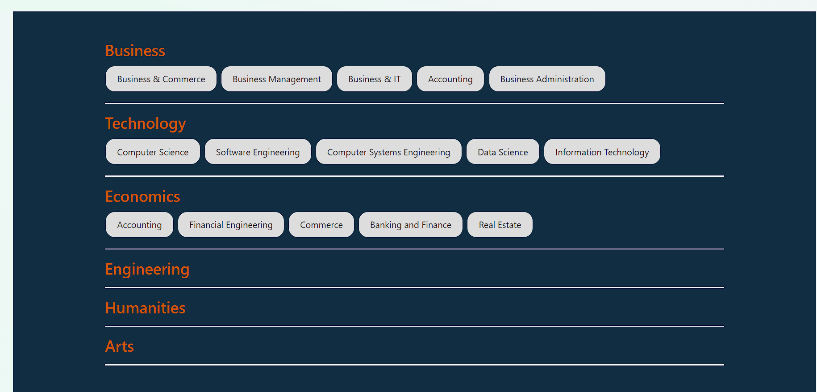 Business
Business & Commerce Business Management Business & IT Accounting Business Administration
Technology
Computer Science Software Engineering Computer Systems Engineering Data Science Information Technology
Economics
Accounting Financial Engineering Commerce Banking and Finance Real Estate
Engineering
Humanities
Arts